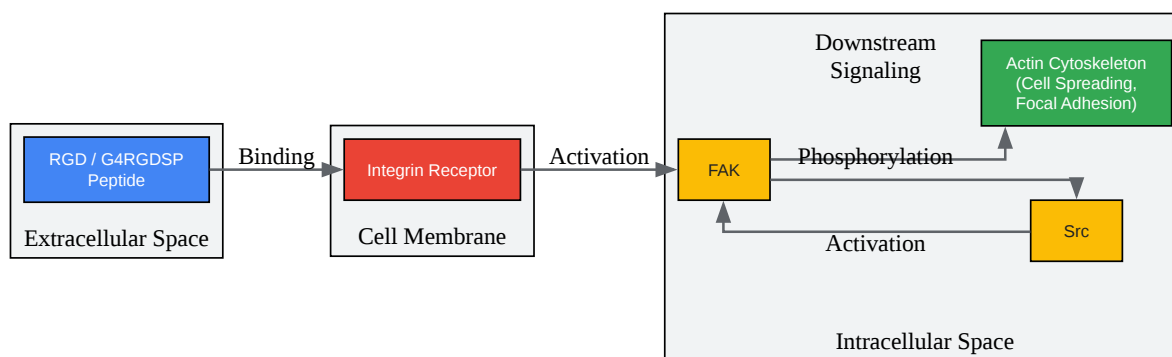 Downstream
Signaling
Actin Cytoskeleton
(Cell Spreading,
Focal Adhesion)
RGD / G4RGDSP
Peptide
Binding
Integrin Receptor
Activation
FAK
Phosphorylation
Src
Activation
Extracellular Space
Cell Membrane
Intracellular Space